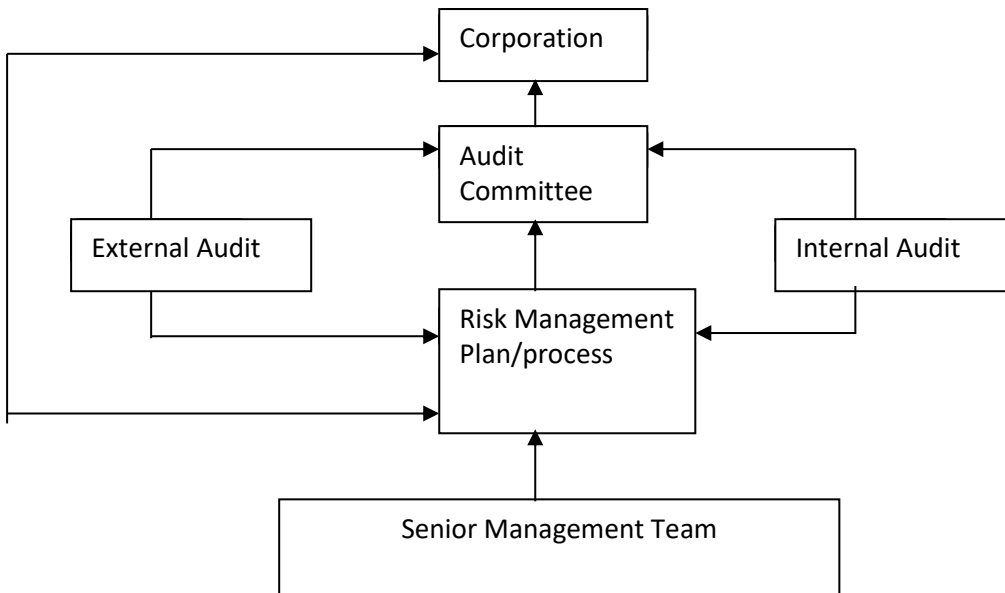 Corporation
Audit
Committee
External Audit
Internal Audit
Risk Management
Plan/process
Senior Management Team